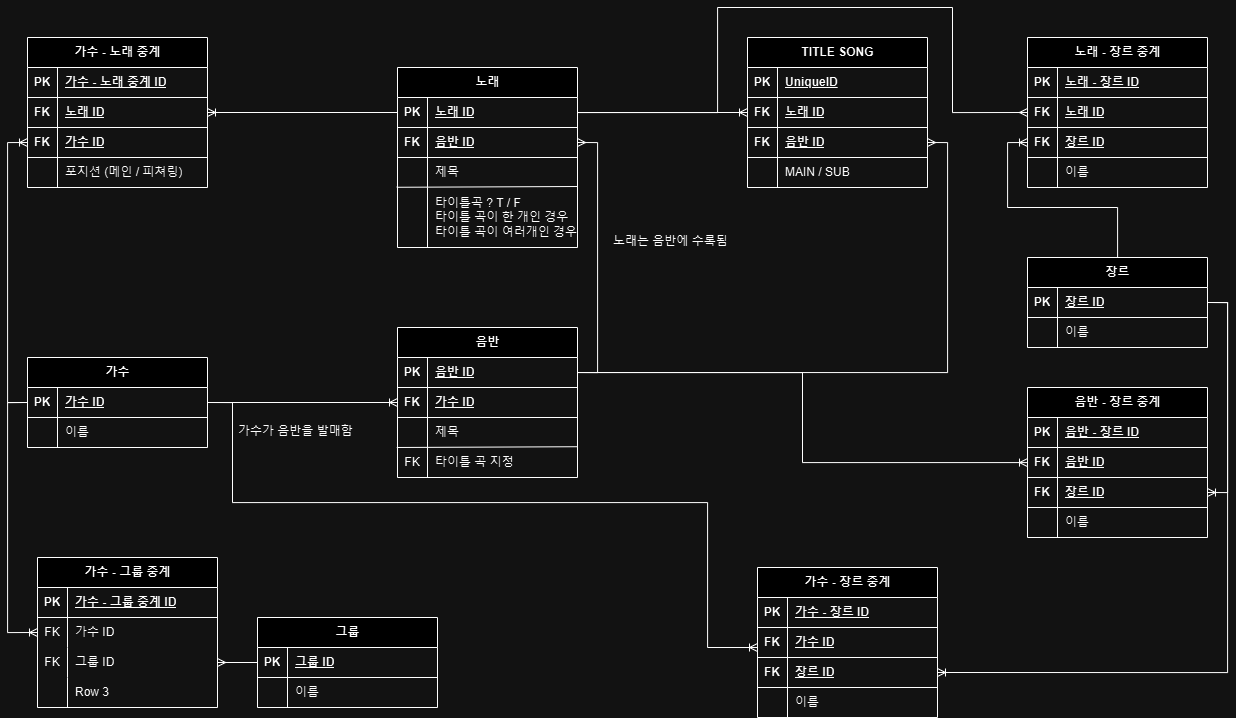 가수 - 노래 중계
PK 가수 - 노래 중계 ID
FK 노래 ID
FK 가수 ID
포지션 (메인 / 피쳐링)
노래
PK 노래 ID
FK 음반 ID
제목
타이틀곡 ? T / F
타이틀 곡이 한 개인 경우
타이틀 곡이 여러개인 경우
TITLE SONG
PK UniqueID
FK 노래 ID
FK 음반 ID
MAIN / SUB
노래 - 장르 중계
PK 노래 - 장르 ID
FK 노래 ID
FK 장르 ID
이름
노래는 음반에 수록됨
장르
PK 장르 ID
이름
가수
PK 가수 ID
이름
가수가 음반을 발매함
음반
PK 음반 ID
FK 가수 ID
제목
FK 타이틀 곡 지정
음반 - 장르 중계
PK 음반 - 장르 ID
FK 음반 ID
FK 장르 ID
이름
가수 - 그룹 중계
PK 가수 - 그룹 중계 ID
FK 가수 ID
FK 그룹 ID
Row 3
그룹
PK 그룹 ID
이름
가수 - 장르 중계
PK 가수 - 장르 ID
FK 가수 ID
FK 장르 ID
이름